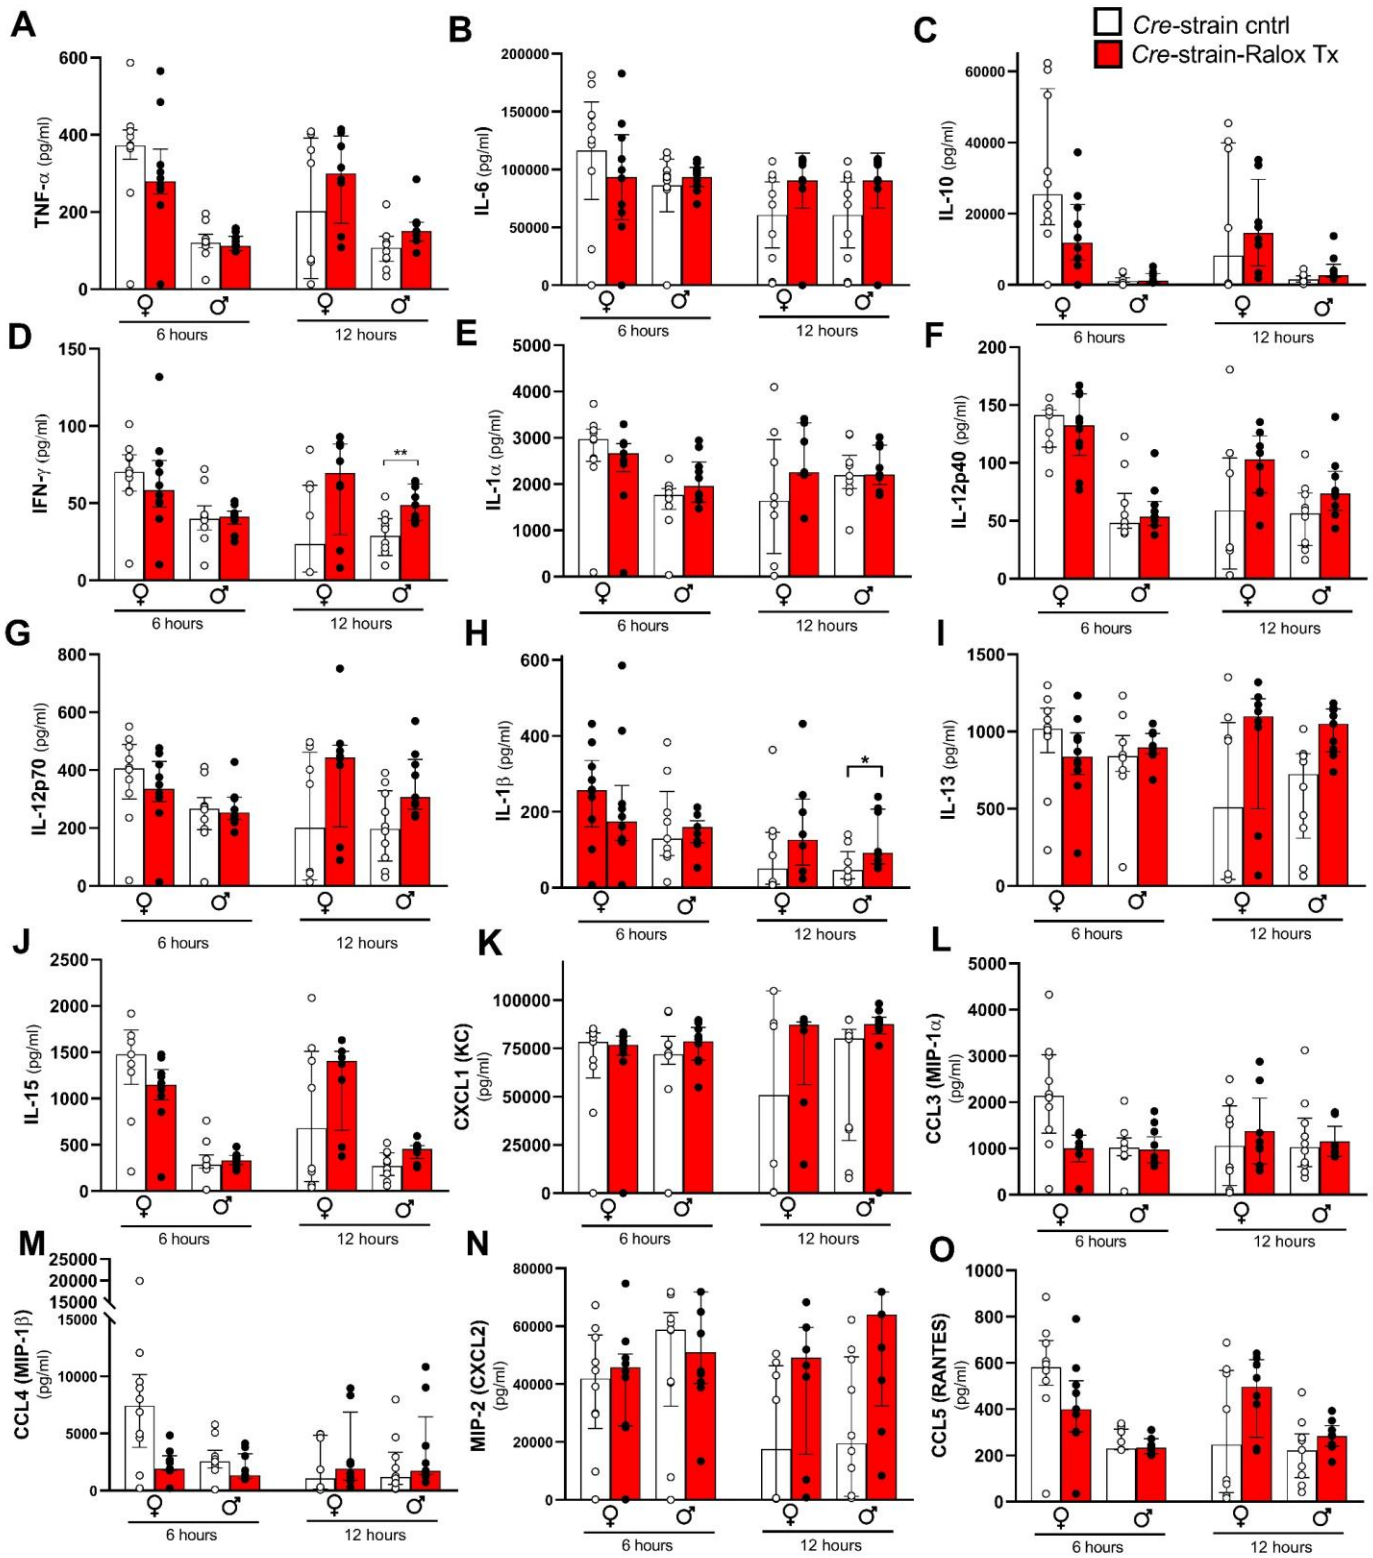 Cre-strain cntrl
Cre-strain-Ralox Tx
A
TNF-α (pg/ml)
600
400
200
0
♀ ♂ ♀ ♂
6 hours 12 hours
B
IL-6 (pg/ml)
200000
150000
100000
50000
0
♀ ♂ ♀ ♂
6 hours 12 hours
C
IL-10 (pg/ml)
60000
40000
20000
0
♀ ♂ ♀ ♂
6 hours 12 hours
D
IFN-γ (pg/ml)
150
100
50
0
**
♀ ♂ ♀ ♂
6 hours 12 hours
E
IL-1α (pg/ml)
5000
4000
3000
2000
1000
0
♀ ♂ ♀ ♂
6 hours 12 hours
F
IL-12p40 (pg/ml)
200
150
100
50
0
♀ ♂ ♀ ♂
6 hours 12 hours
G
IL-12p70 (pg/ml)
800
600
400
200
0
♀ ♂ ♀ ♂
6 hours 12 hours
H
IL-1β (pg/ml)
600
400
200
0
*
♀ ♂ ♀ ♂
6 hours 12 hours
I
IL-13 (pg/ml)
1500
1000
500
0
♀ ♂ ♀ ♂
6 hours 12 hours
J
IL-15 (pg/ml)
2500
2000
1500
1000
500
0
♀ ♂ ♀ ♂
6 hours 12 hours
K
CXCL1 (KC)
(pg/ml)
100000
75000
50000
25000
0
♀ ♂ ♀ ♂
6 hours 12 hours
L
CCL3 (MIP-1α)
(pg/ml)
5000
4000
3000
2000
1000
0
♀ ♂ ♀ ♂
6 hours 12 hours
M
CCL4 (MIP-1β)
(pg/ml)
25000
20000
15000
15000
10000
5000
0
♀ ♂ ♀ ♂
6 hours 12 hours
N
MIP-2 (CXCL2)
(pg/ml)
80000
60000
40000
20000
0
♀ ♂ ♀ ♂
6 hours 12 hours
O
CCL5 (RANTES)
(pg/ml)
1000
800
600
400
200
0
♀ ♂ ♀ ♂
6 hours 12 hours